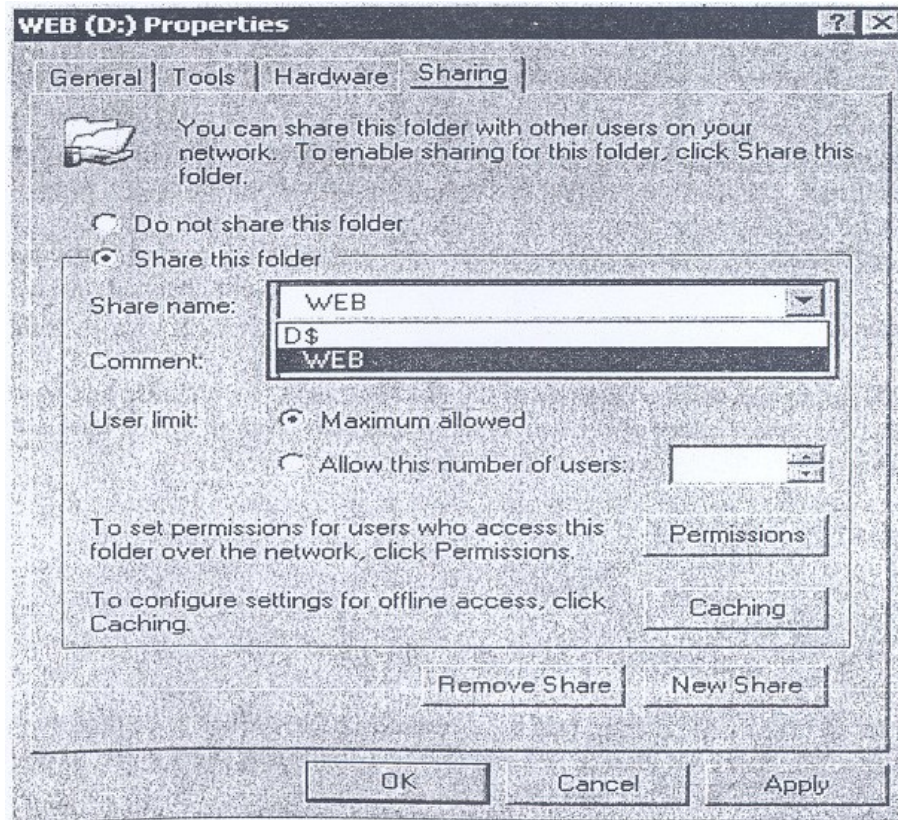 WEB (D:) Properties
General Tools Hardware Sharing
You can share this folder with other users on your
network. To enable sharing for this folder, click Share this
folder.
Do not share this folder
Share this folder
Share name: WEB
D$
WEB
Comment:
User limit: Maximum allowed
Allow this number of users:
To set permissions for users who access this
folder over the network, click Permissions.
Permissions
To configure settings for offline access, click
Caching.
Caching
Remove Share New Share
OK Cancel Apply